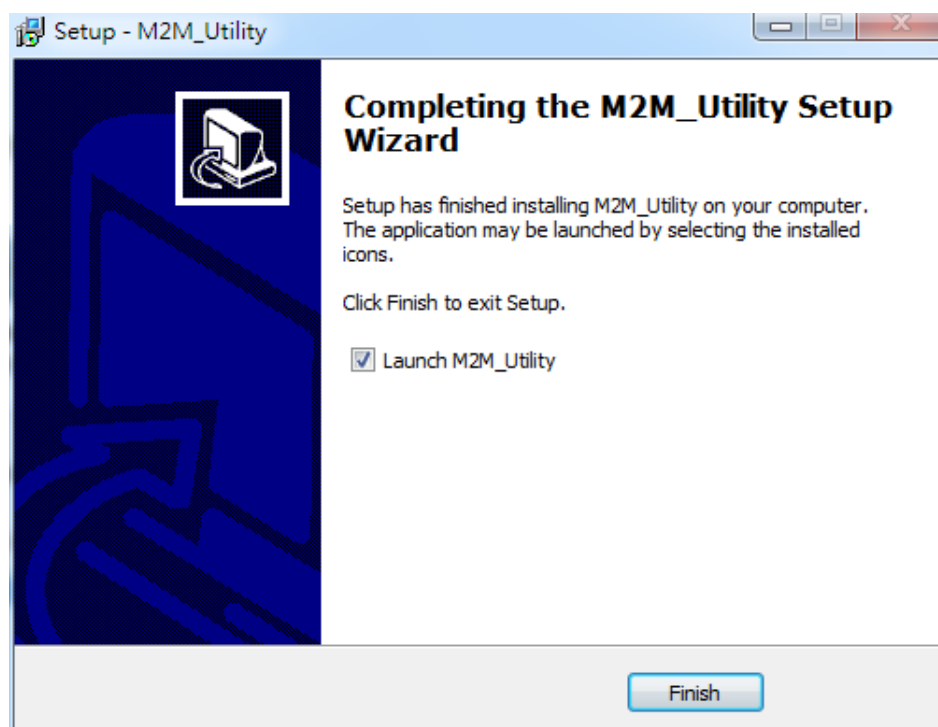 Setup - M2M_Utility
Completing the M2M_Utility Setup
Wizard
Setup has finished installing M2M_Utility on your computer.
The application may be launched by selecting the installed
icons.
Click Finish to exit Setup.
Launch M2M_Utility
Finish